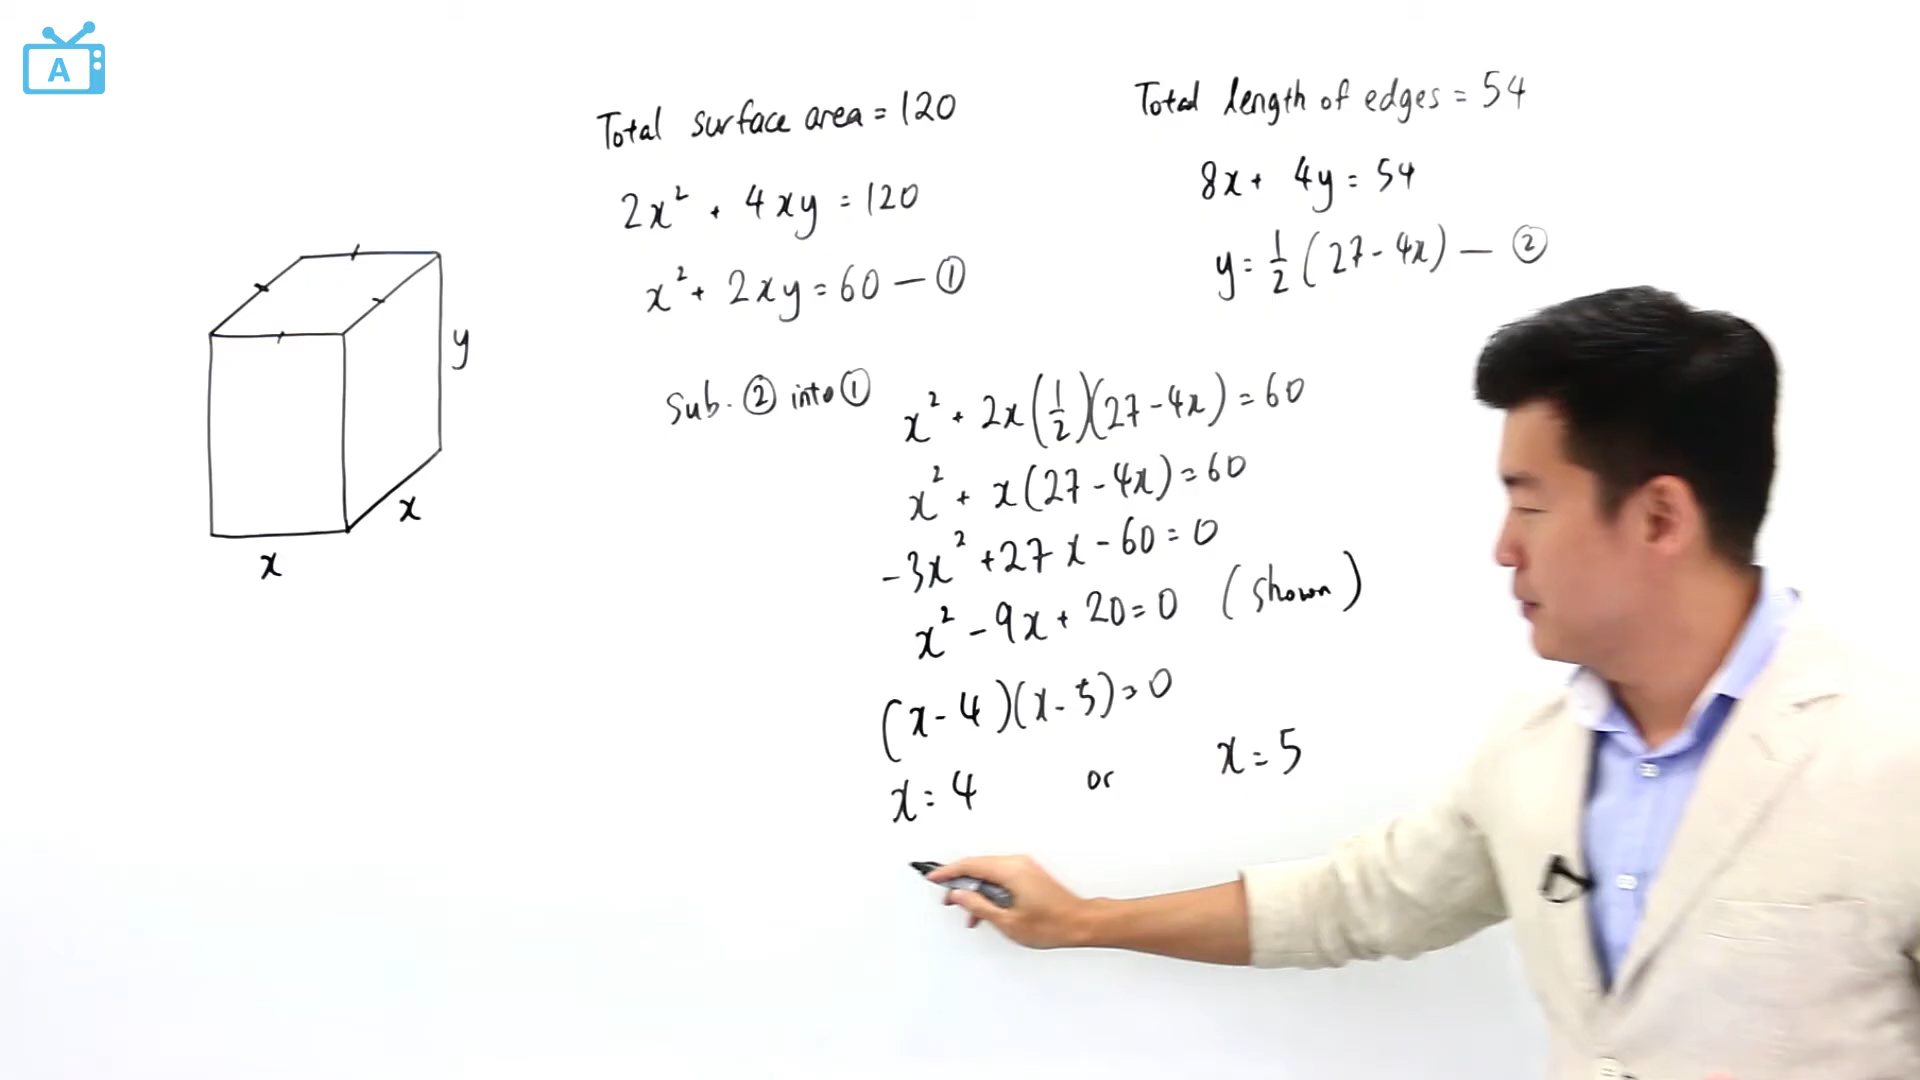 A
Total surface area = 120
2x² + 4xy = 120
x² + 2xy = 60 — ①
Total length of edges = 54
8x + 4y = 54
y = 1/2 (27 - 4x) — ②
y
x
x
Sub. ② into ① x² + 2x(1/2)(27 - 4x) = 60
x² + x(27 - 4x) = 60
-3x² + 27x - 60 = 0
x² - 9x + 20 = 0 (shown)
(x - 4)(x - 5) = 0
x = 4 or x = 5